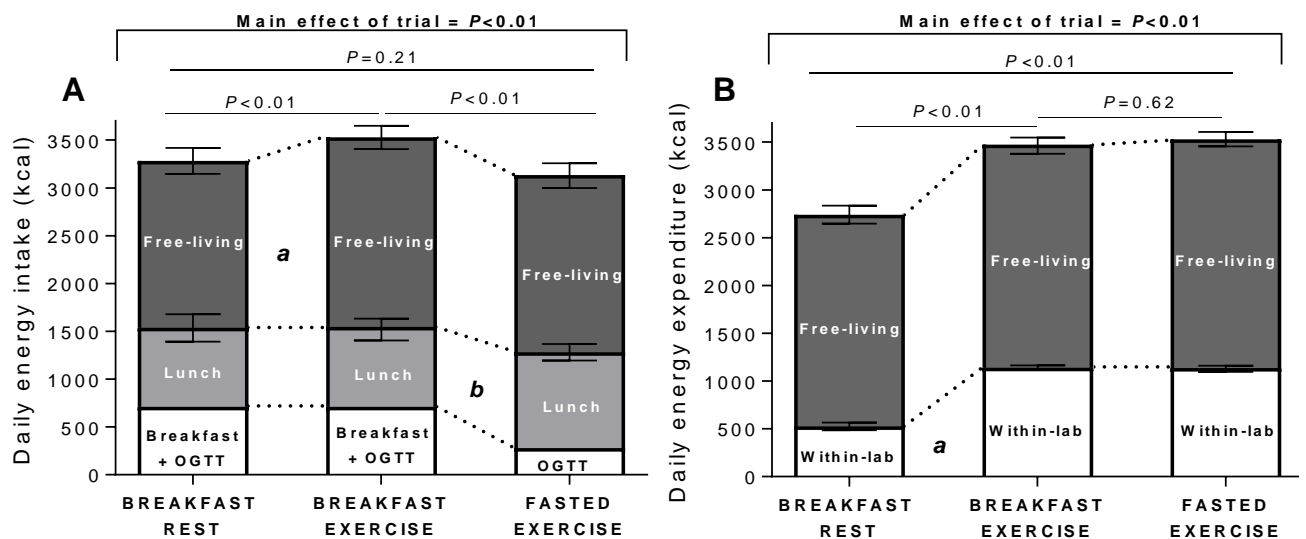 Main effect of trial = P<0.01
P=0.21
A
P<0.01
P<0.01
Daily energy intake (kcal)
3500
3000
2500
2000
1500
1000
500
0
Free-living
Free-living
Free-living
a
Lunch
Lunch
Lunch
b
Breakfast
+ OGTT
Breakfast
+ OGTT
OGTT
BREAKFAST
REST
BREAKFAST
EXERCISE
FASTED
EXERCISE
Main effect of trial = P<0.01
P<0.01
B
P<0.01
P=0.62
Daily energy expenditure (kcal)
3500
3000
2500
2000
1500
1000
500
0
Free-living
Free-living
Free-living
Within-lab
a
Within-lab
Within-lab
BREAKFAST
REST
BREAKFAST
EXERCISE
FASTED
EXERCISE